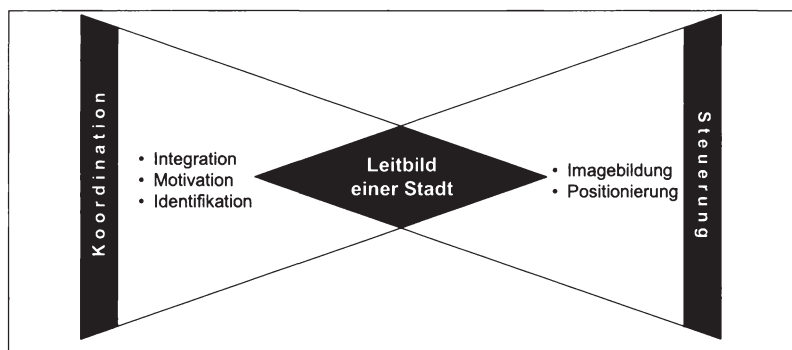 Koordination
• Integration
• Motivation
• Identifikation
Leitbild
einer Stadt
• Imagebildung
• Positionierung
Steuerung